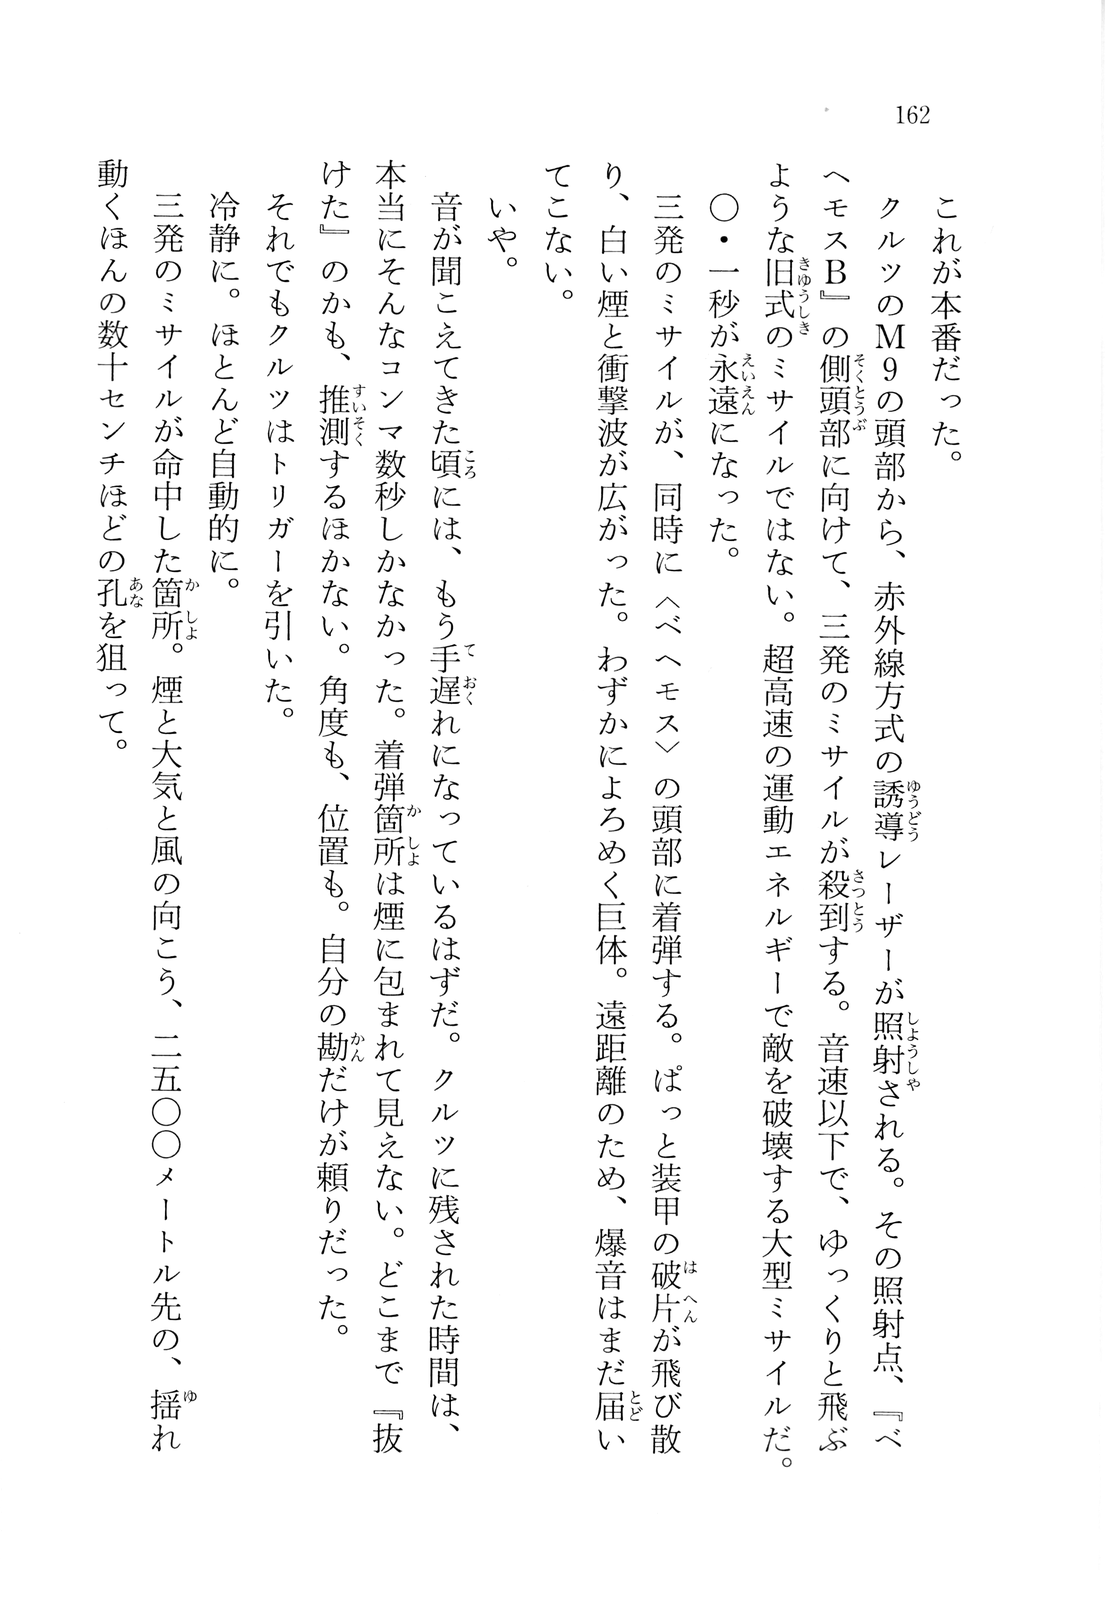 162
これが本番だった。
クルツのM9の頭部から、赤外線方式の誘導レーザーが照射される。その照射点、『ベ
ヘモスB』の側頭部に向けて、三発のミサイルが殺到する。音速以下で、ゆっくりと飛ぶ
ような旧式のミサイルではない。超高速の運動エネルギーで敵を破壊する大型ミサイルだ。
〇・一秒が永遠になった。
三発のミサイルが、同時に〈ベヘモス〉の頭部に着弾する。ぱっと装甲の破片が飛び散
り、白い煙と衝撃波が広がった。わずかによろめく巨体。遠距離のため、爆音はまだ届い
てこない。
いや。
音が聞こえてきた頃には、もう手遅れになっているはずだ。クルツに残された時間は、
本当にそんなコンマ数秒しかなかった。着弾箇所は煙に包まれて見えない。どこまで『抜
けた』のかも、推測するほかない。角度も、位置も。自分の勘だけが頼りだった。
それでもクルツはトリガーを引いた。
冷静に。ほとんど自動的に。
三発のミサイルが命中した箇所。煙と大気と風の向こう、二五〇〇メートル先の、揺れ
動くほんの数十センチほどの孔を狙って。